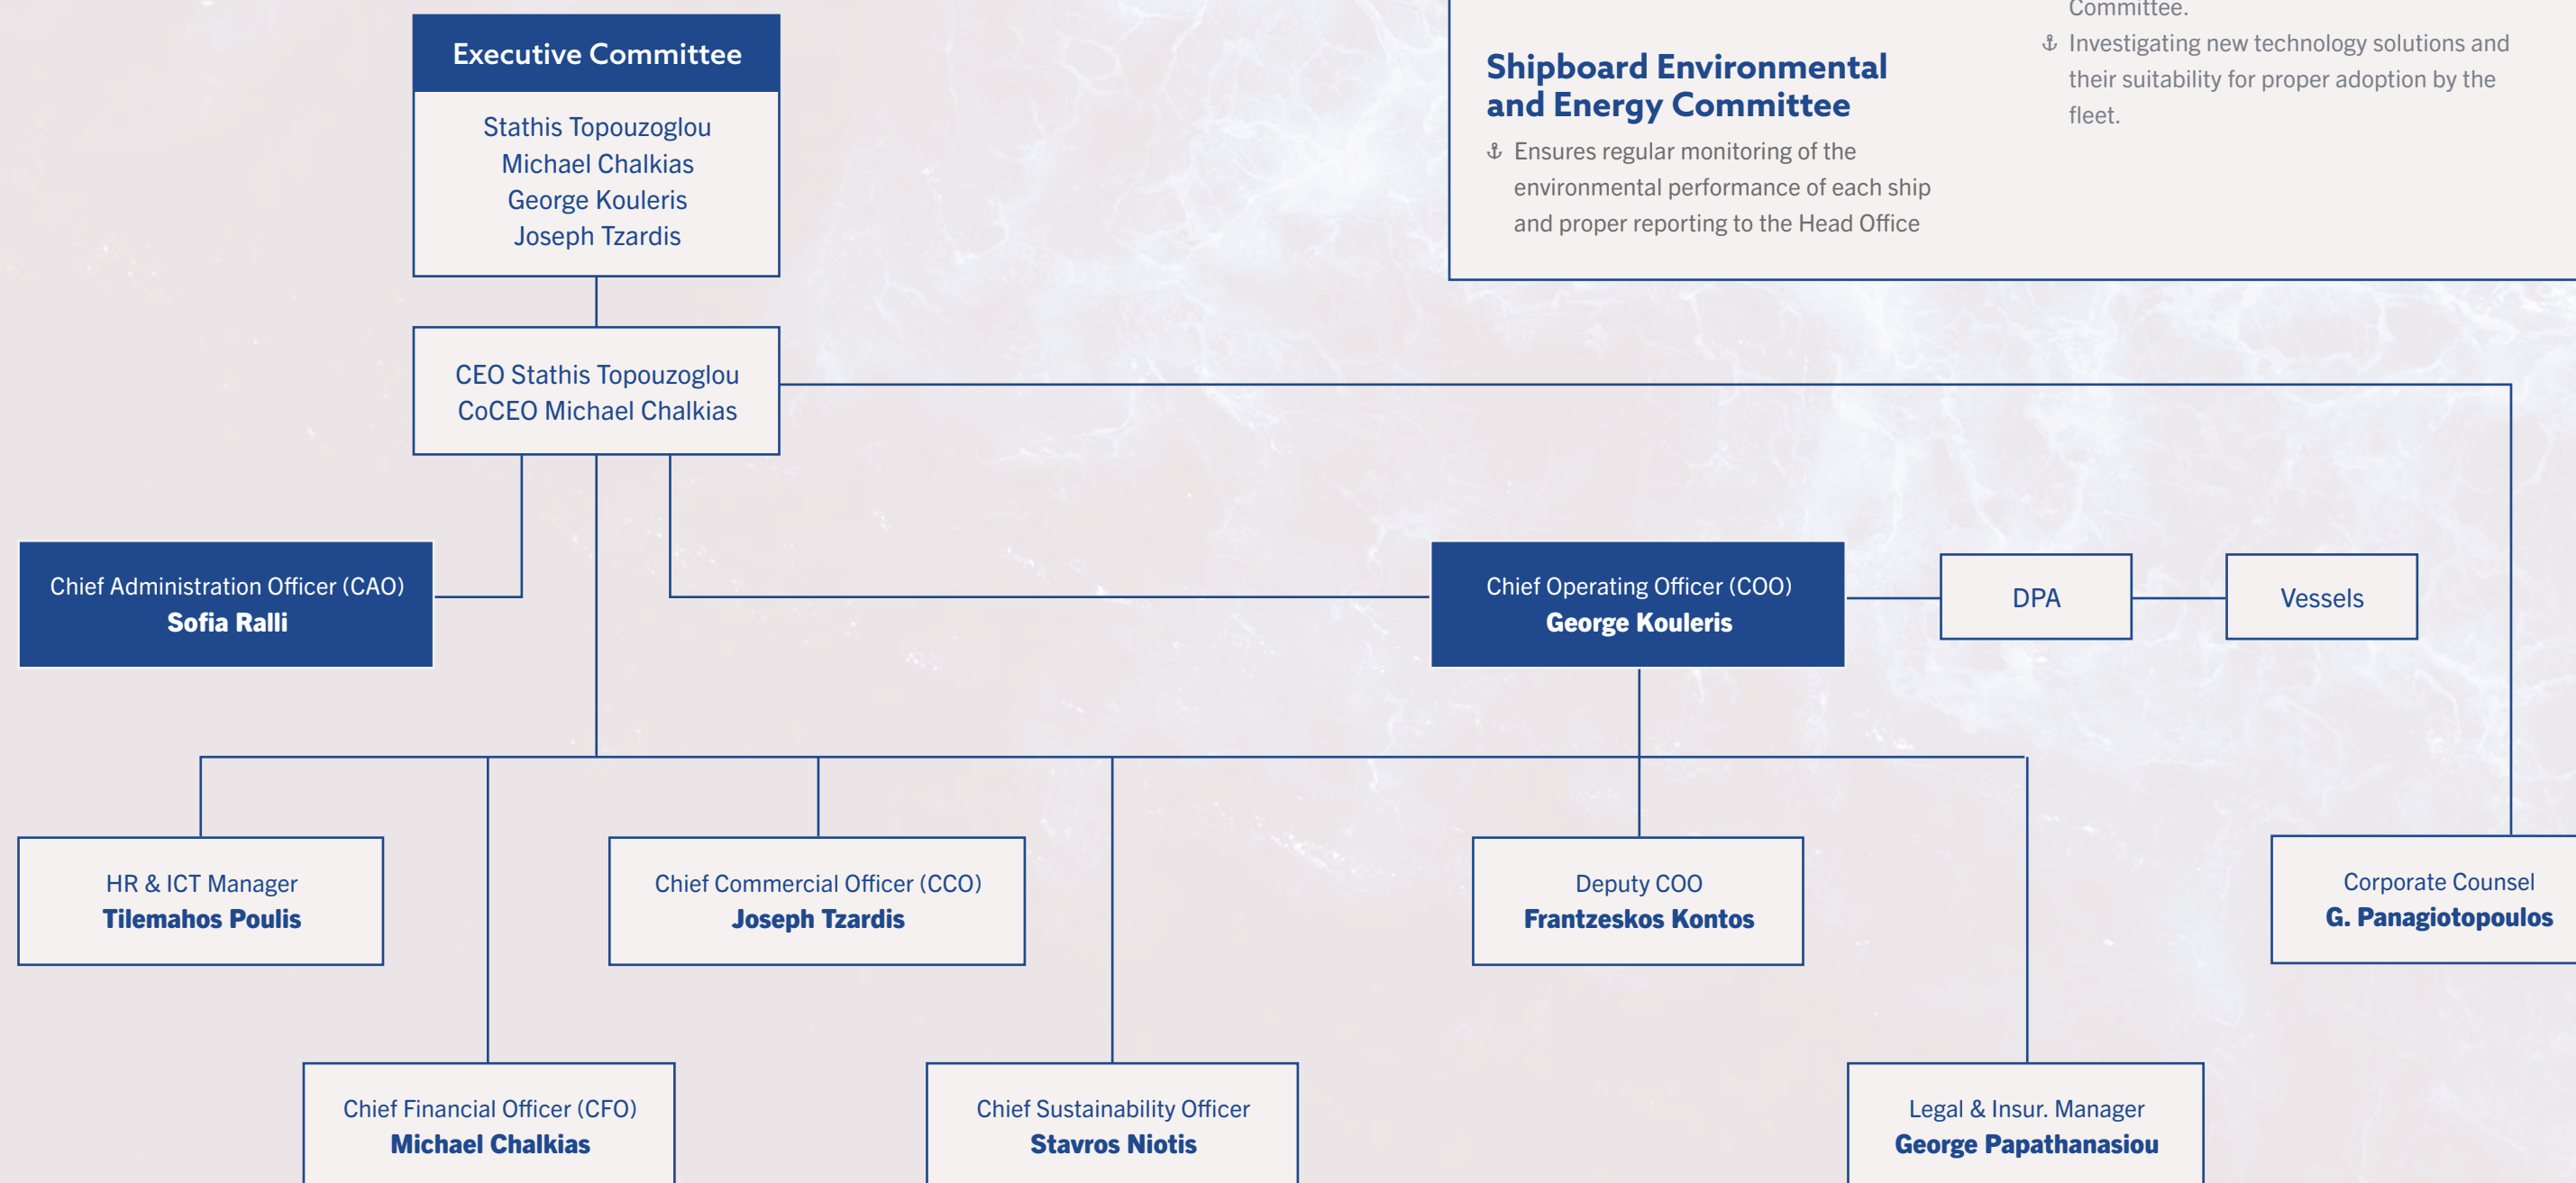 Executive Committee
Stathis Topouzoglou
Michael Chalkias
George Kouleris
Joseph Tzardis
Shipboard Environmental
and Energy Committee
Ensures regular monitoring of the
environmental performance of each ship
and proper reporting to the Head Office
Committee.
Investigating new technology solutions and
their suitability for proper adoption by the
fleet.
CEO Stathis Topouzoglou
CoCEO Michael Chalkias
Chief Administration Officer (CAO)
Sofia Ralli
Chief Operating Officer (COO)
George Kouleris
DPA
Vessels
HR & ICT Manager
Tilemahos Poulis
Chief Commercial Officer (CCO)
Joseph Tzardis
Deputy COO
Frantzeskos Kontos
Corporate Counsel
G. Panagiotopoulos
Chief Financial Officer (CFO)
Michael Chalkias
Chief Sustainability Officer
Stavros Niotis
Legal & Insur. Manager
George Papathanasiou